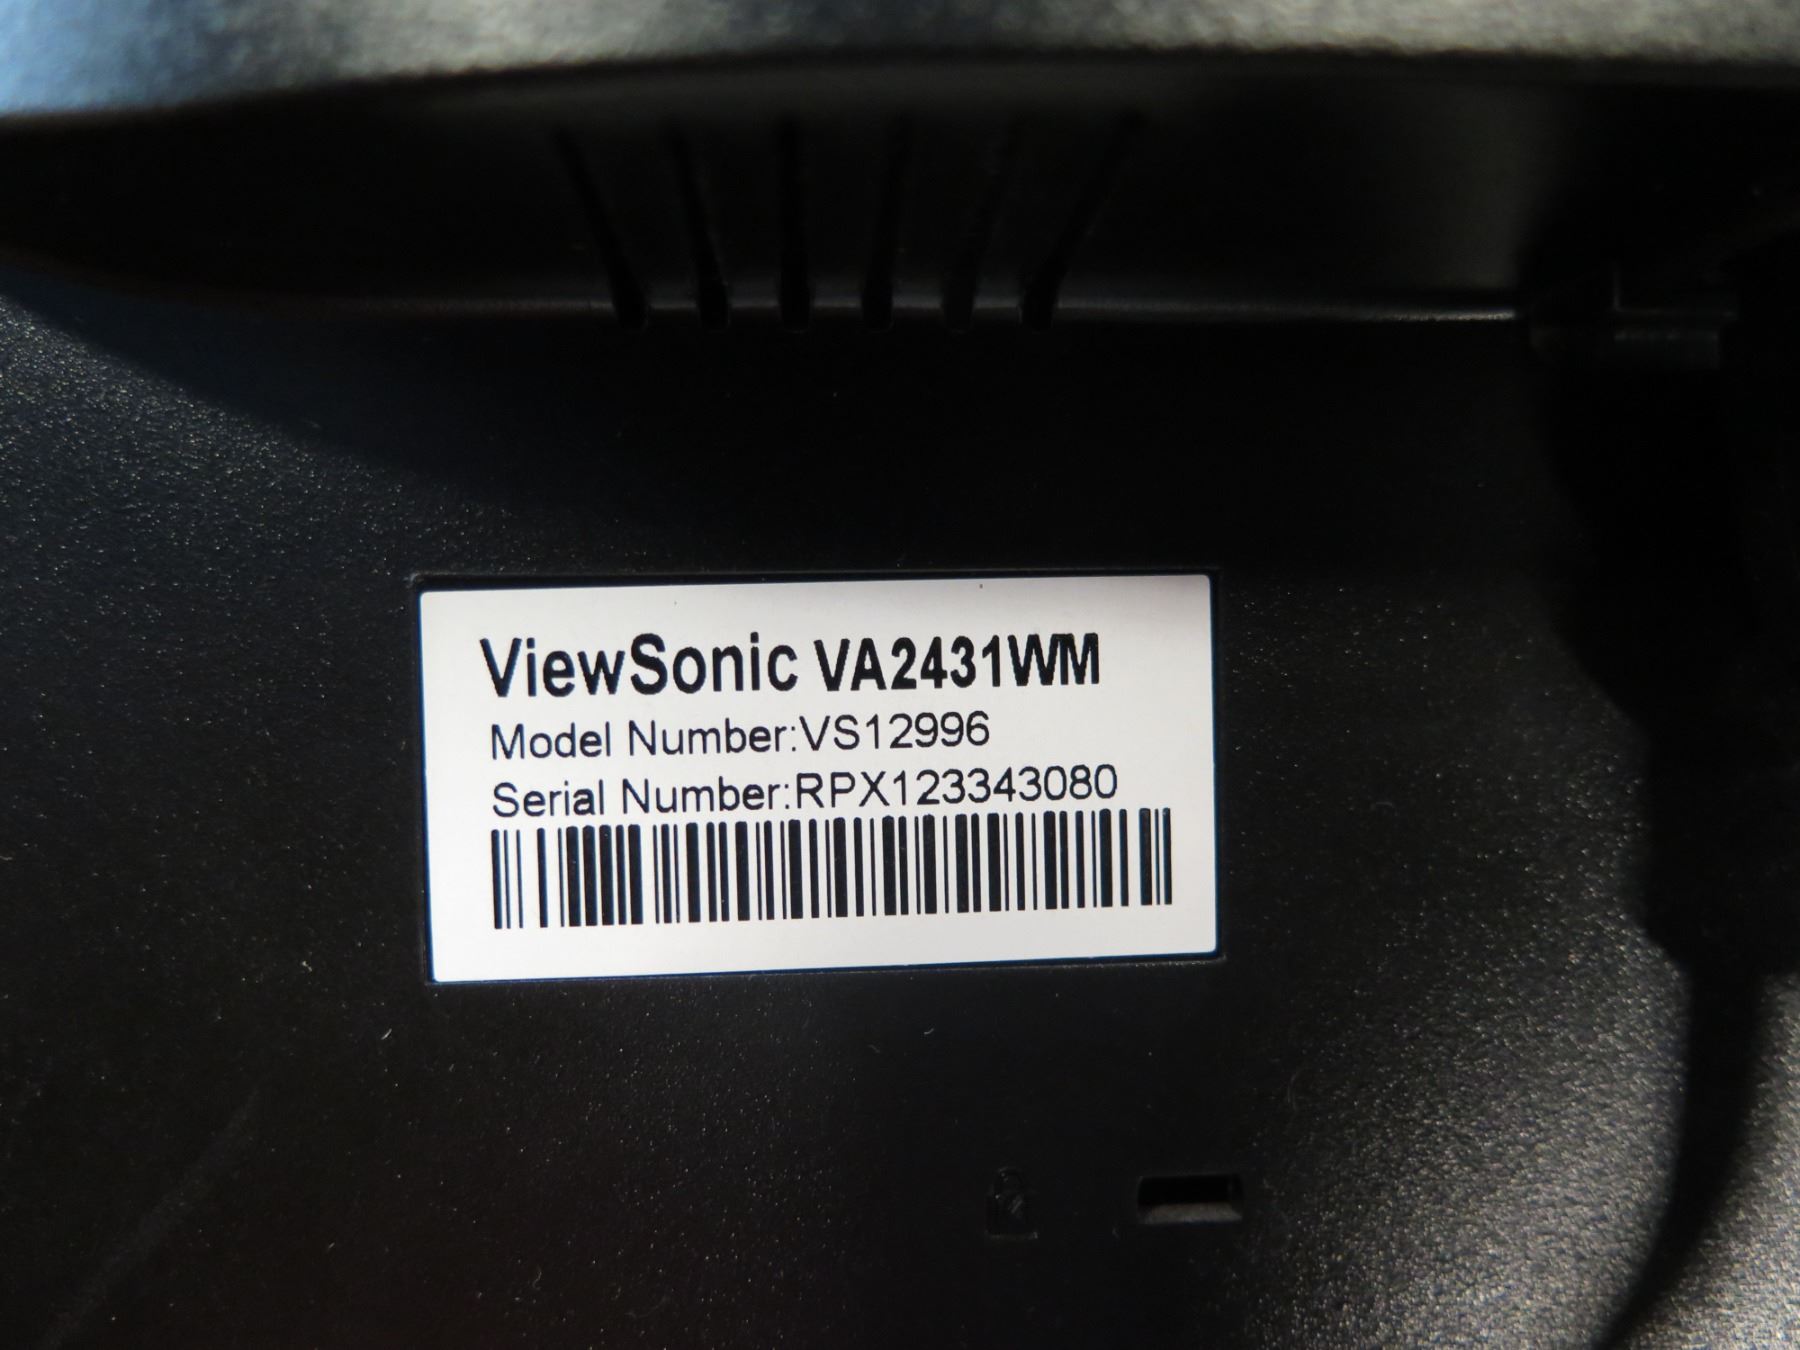 ViewSonic VA2431WM
Model Number:VS12996
Serial Number:RPX123343080